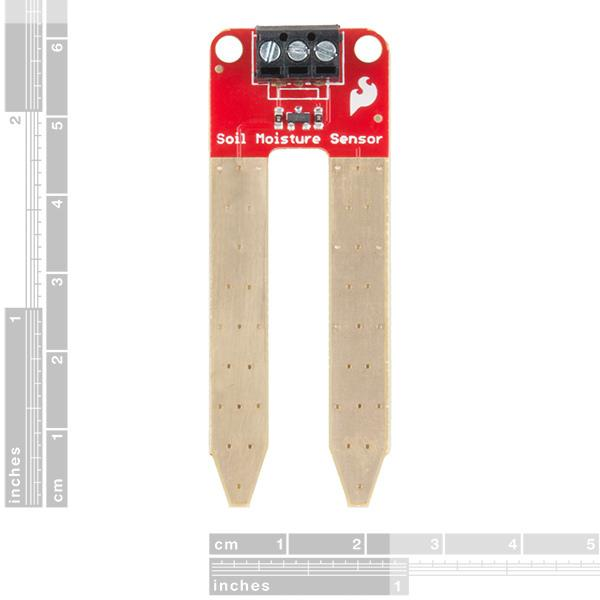 Soil Moisture Sensor
6
5
4
3
2
1
cm
2
1
inches
cm 1 2 3 4 5
inches 1